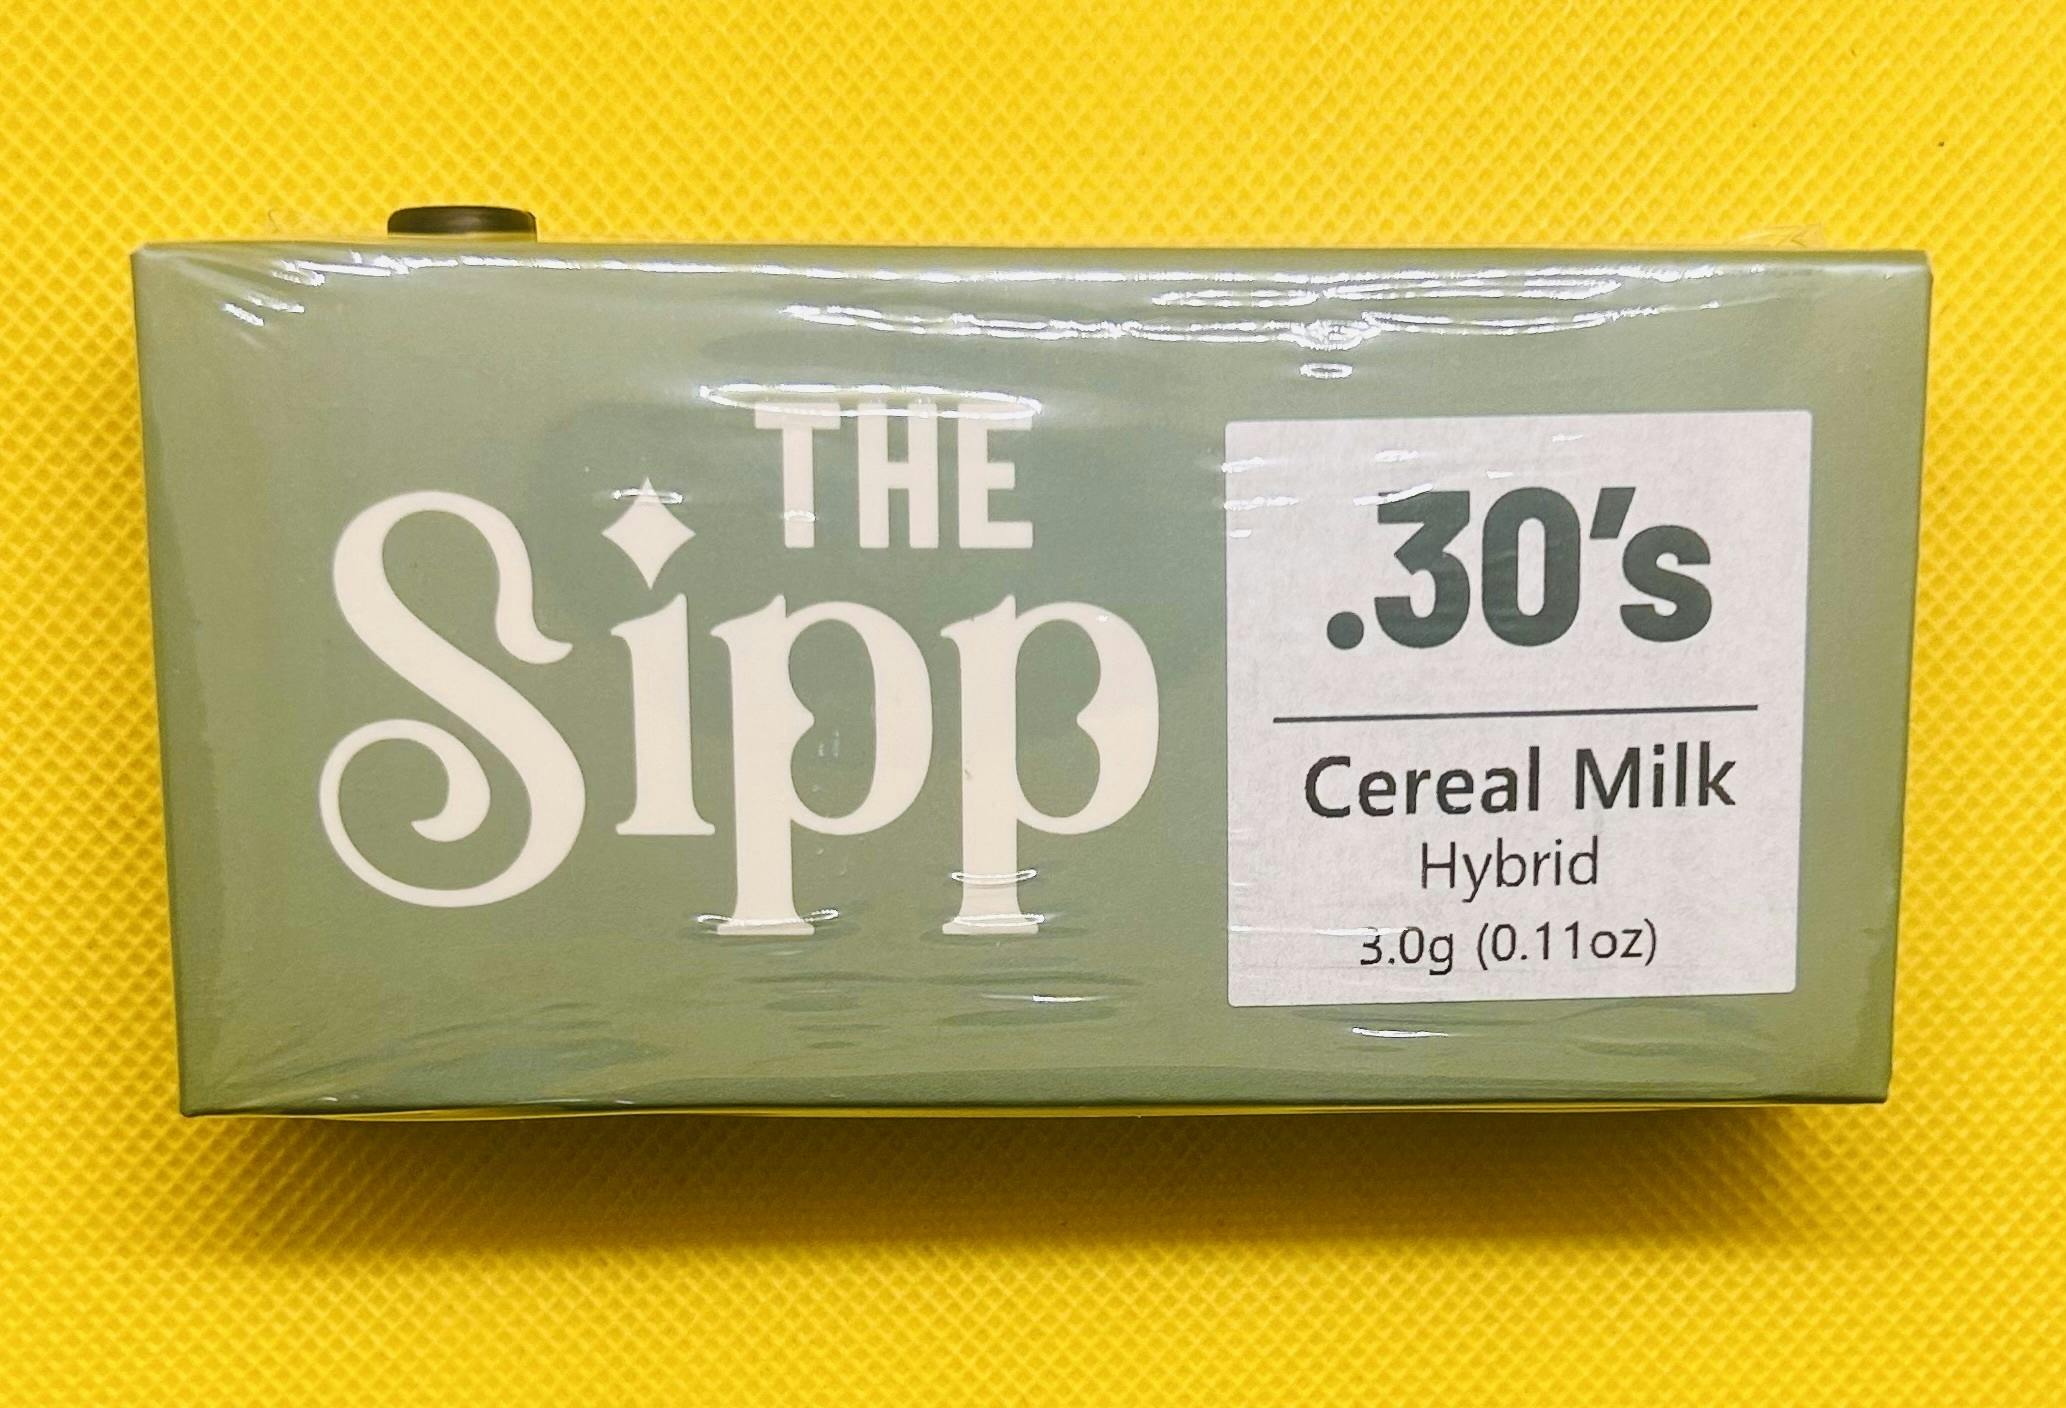 THE
Sipp
.30's
Cereal Milk
Hybrid
3.0g (0.11oz)